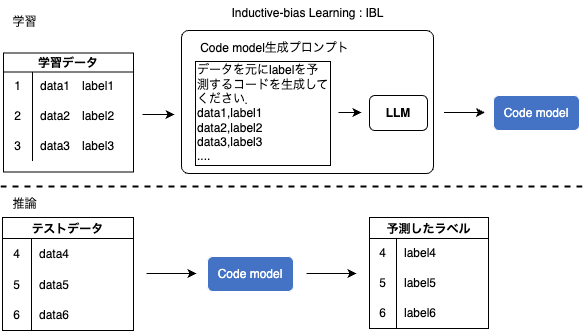 Inductive-bias Learning : IBL
学習
学習データ
1 data1 label1
2 data2 label2
3 data3 label3
Code model生成プロンプト
データを元にlabelを予
測するコードを生成して
ください.
data1,label1
data2,label2
data3,label3
....
LLM
Code model
推論
テストデータ
4 data4
5 data5
6 data6
Code model
予測したラベル
4 label4
5 label5
6 label6